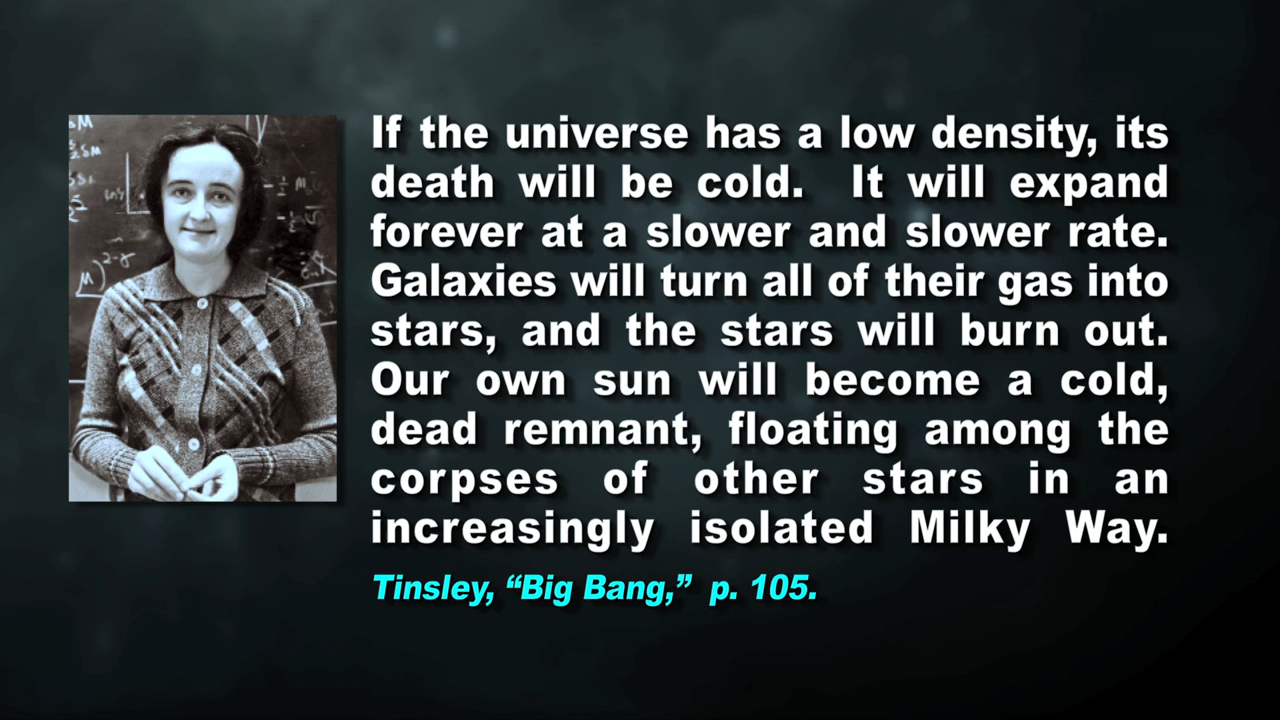 If the universe has a low density, its
death will be cold. It will expand
forever at a slower and slower rate.
Galaxies will turn all of their gas into
stars, and the stars will burn out.
Our own sun will become a cold,
dead remnant, floating among the
corpses of other stars in an
increasingly isolated Milky Way.
Tinsley, “Big Bang,” p. 105.